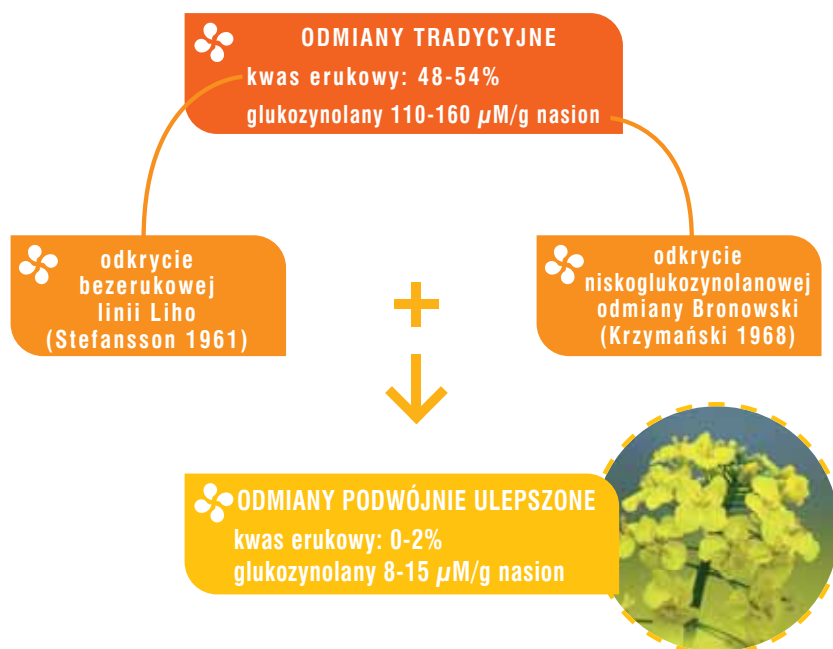 ODMIANY TRADYCYJNE
kwas erukowy: 48-54%
glukozynolany 110-160 µM/g nasion
odkrycie
bezerukowej
linii Liho
(Stefansson 1961)
+
odkrycie
niskoglukozynolanowej
odmiany Bronowski
(Krzymański 1968)
ODMIANY PODWÓJNIE ULEPSZONE
kwas erukowy: 0-2%
glukozynolany 8-15 µM/g nasion